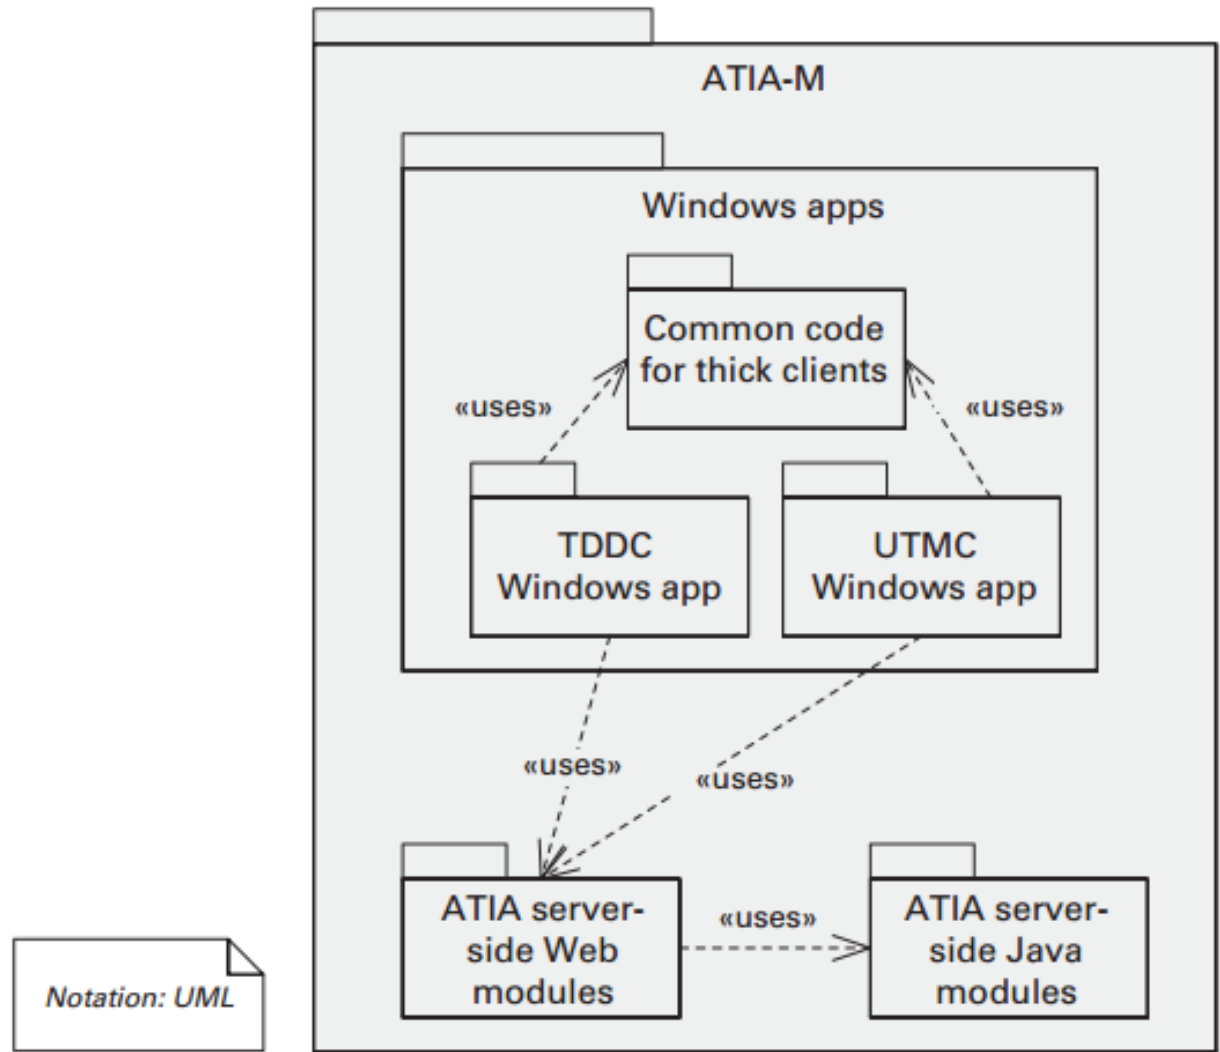 ATIA-M
Windows apps
Common code
for thick clients
«uses»
«uses»
TDDC
Windows app
UTMC
Windows app
«uses»
«uses»
ATIA server-
side Web
modules
«uses»
ATIA server-
side Java
modules
Notation: UML